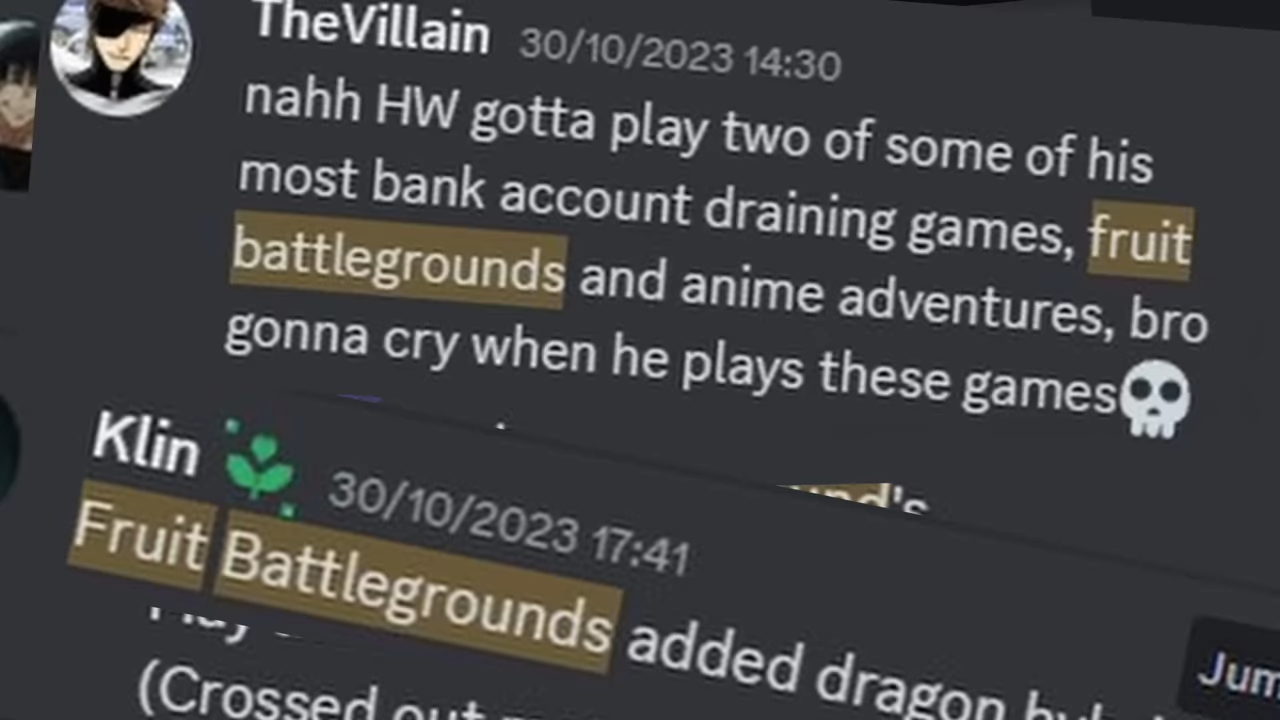 TheVillain 30/10/2023 14:30
nahh HW gotta play two of some of his
most bank account draining games, fruit
battlegrounds and anime adventures, bro
gonna cry when he plays these games💀
Klin 30/10/2023 17:41
Fruit Battlegrounds added dragon
(Crossed out